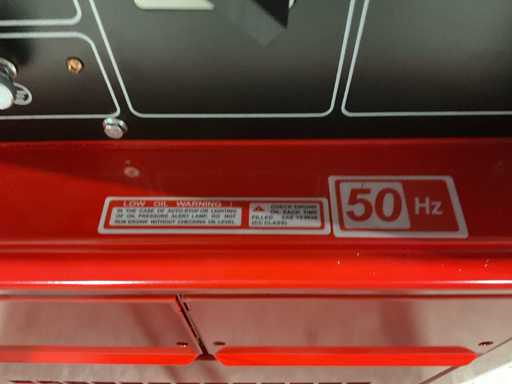 LOW OIL WARNING !
IN THE CASE OF AUTO-STOP OR LIGHTING
OF OIL PRESSURE ALERT LAMP. DO NOT
RUN ENGINE WITHOUT CHECKING OIL LEVEL
CHECK ENGINE
OIL EACH TIME
FILLED
50 Hz